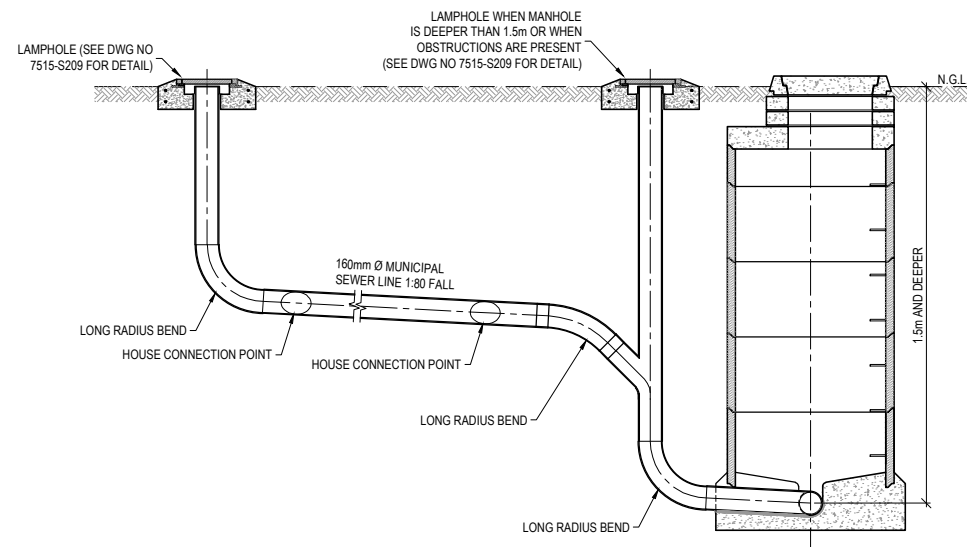 LAMPHOLE WHEN MANHOLE
IS DEEPER THAN 1.5m OR WHEN
OBSTRUCTIONS ARE PRESENT
(SEE DWG NO 7515-S209 FOR DETAIL)
LAMPHOLE (SEE DWG NO
7515-S209 FOR DETAIL)
N.G.L
160mm Ø MUNICIPAL
SEWER LINE 1:80 FALL
LONG RADIUS BEND
HOUSE CONNECTION POINT
HOUSE CONNECTION POINT
1.5m AND DEEPER
LONG RADIUS BEND
LONG RADIUS BEND